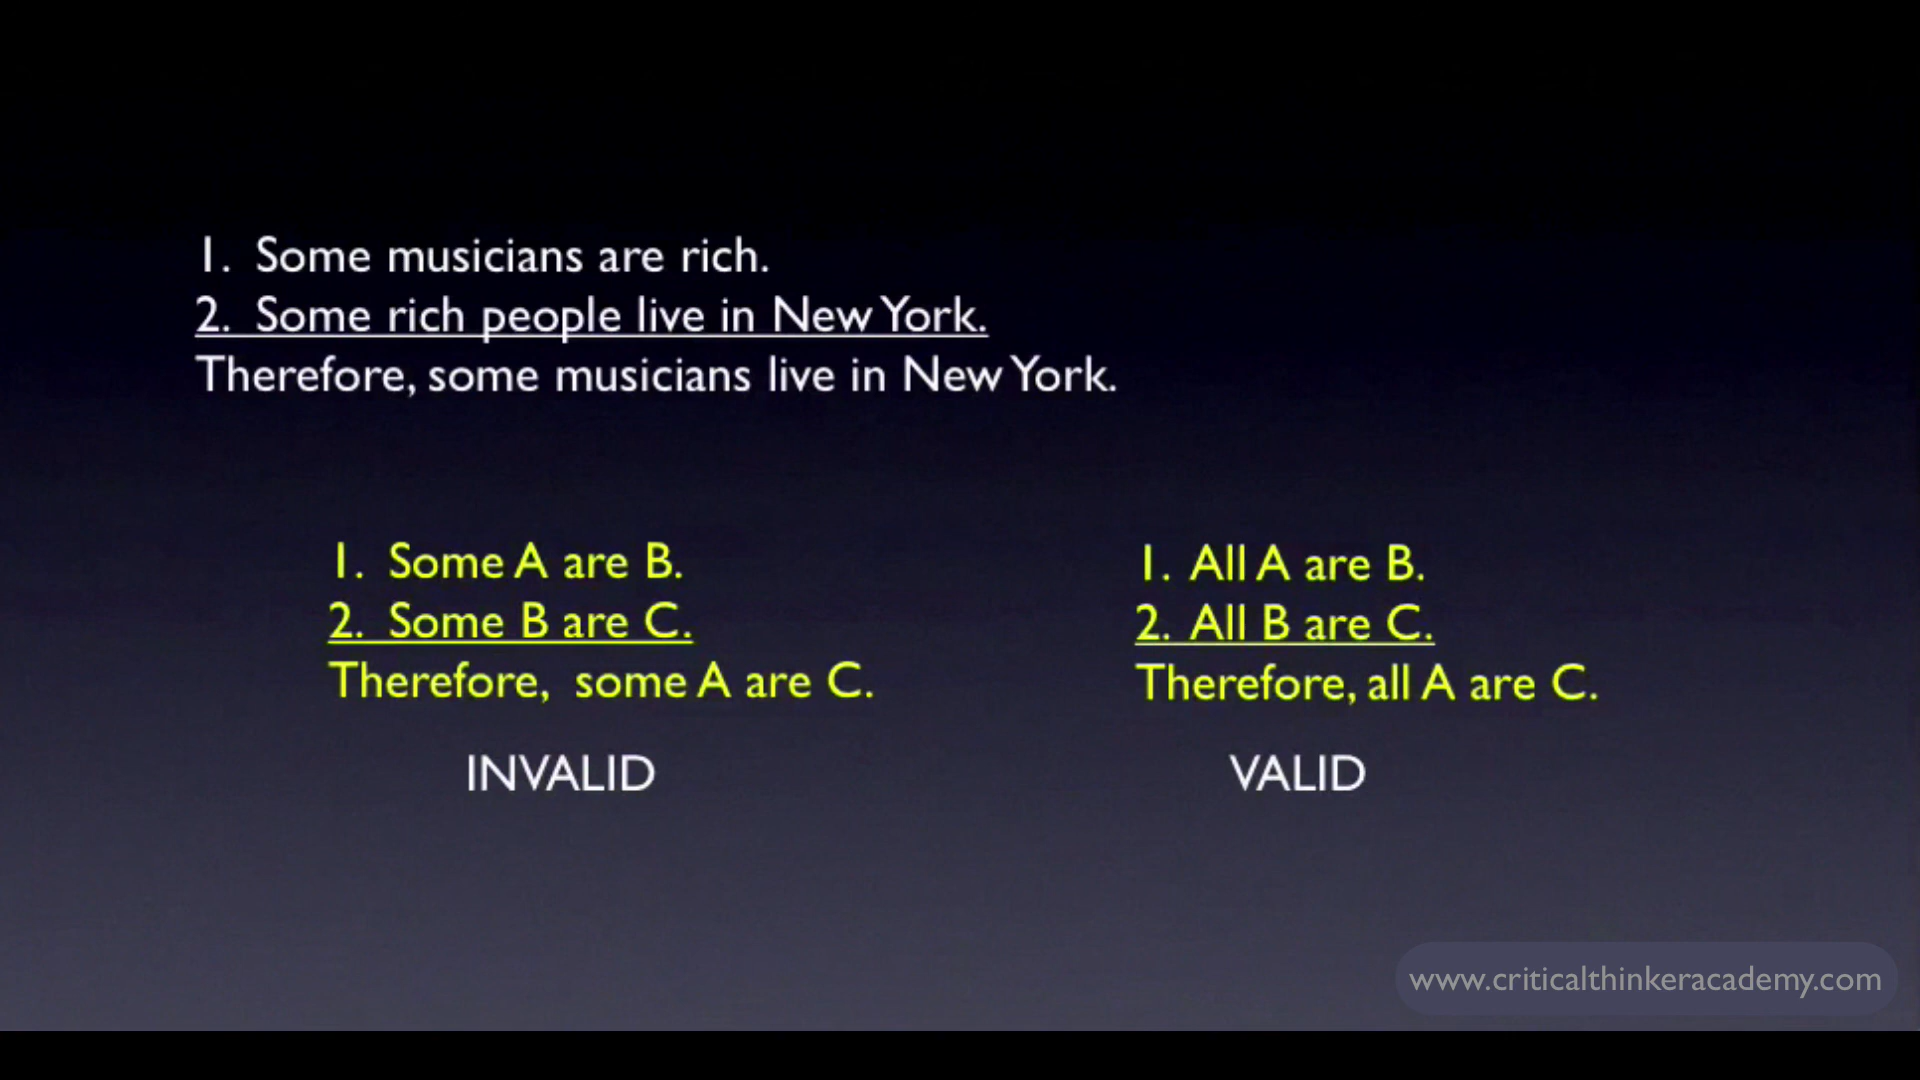 1. Some musicians are rich.
2. Some rich people live in New York.
Therefore, some musicians live in New York.
1. Some A are B.
2. Some B are C.
Therefore, some A are C.
INVALID
1. All A are B.
2. All B are C.
Therefore, all A are C.
VALID
www.criticalthinkeracademy.com